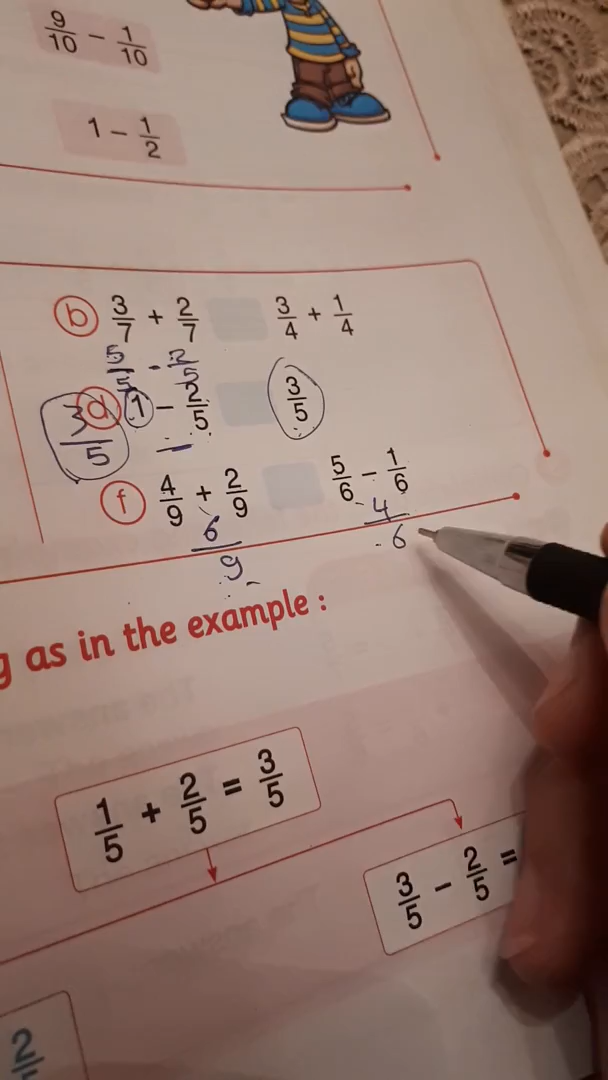 9/10 - 1/10
1 - 1/2
b 3/7 + 2/7 3/4 + 1/4
5/5 - 2/5
d 1 - 2/5 3/5
3/5
f 4/9 + 2/9 5/6 - 1/6
6/9 4/6
g as in the example :
1/5 + 2/5 = 3/5
3/5 - 2/5 =
2